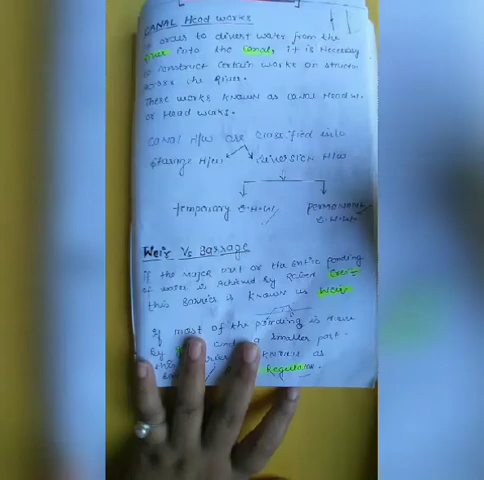 CANAL Head works
order to divert water from the
River into the Canal, it is necessary
to construct certain works or struct
across the River.
These works known as canal Head w.
or Head works.
Canal H/w are classified into
Storage H/w Diversion H/w
temporary D.H.W permanent
D.H.W
Weir Vs Barrage
If the major part or the entire ponding
of water is achieved by Raised Crest
this barrier is known as Weir
If most of the ponding is done
by and a smaller part
known as
Regulator.